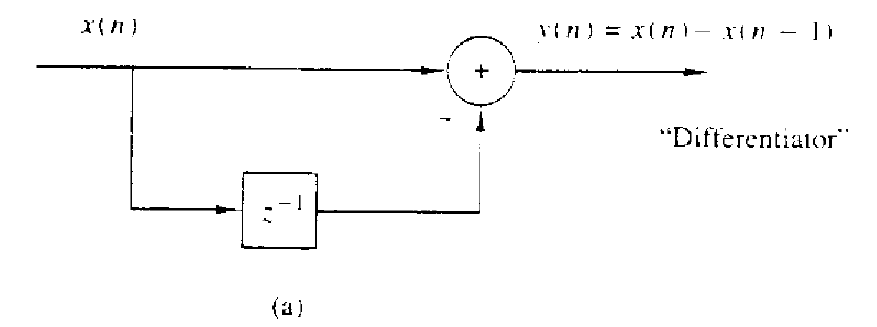 x(n)
y(n) = x(n) − x(n − 1)
+
-
"Differentiator"
z⁻¹
(a)